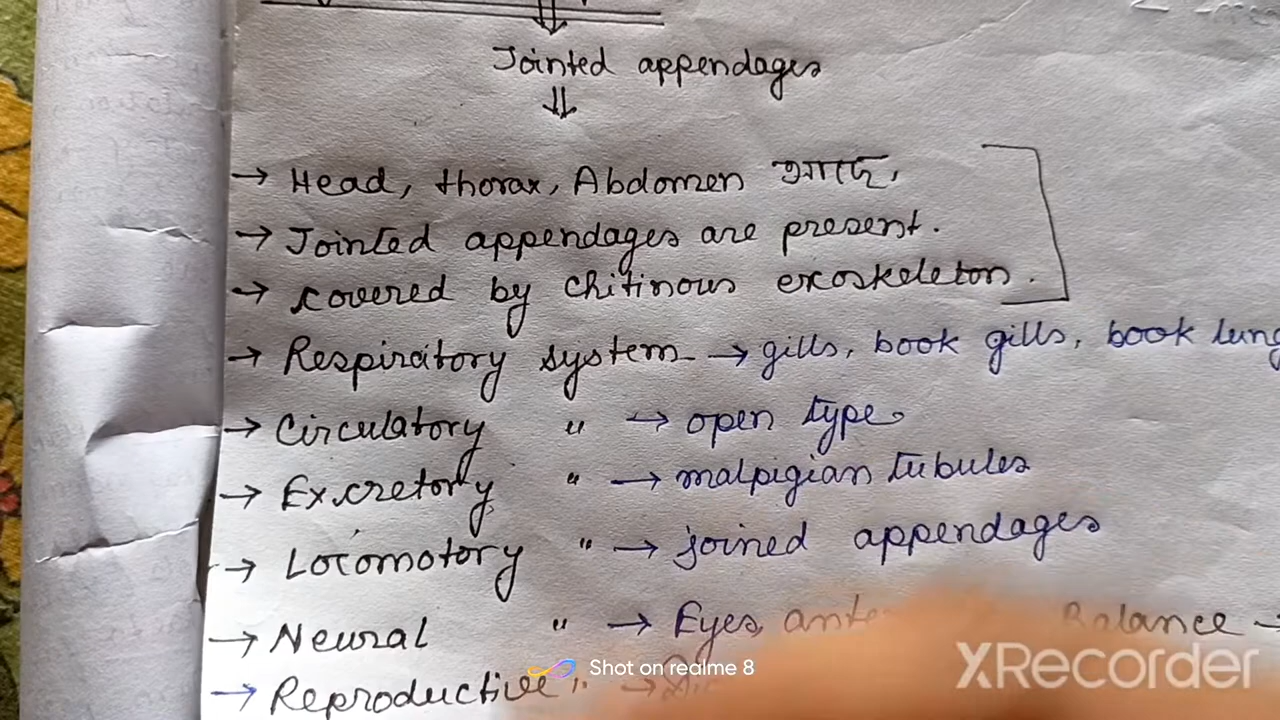 Jointed appendages
→ Head, thorax, Abdomen
→ Jointed appendages are present.
→ covered by chitinous exoskeleton.
→ Respiratory system → gills, book gills, book lung
→ Circulatory " → open type
→ Excretory " → malpigian tubules
→ Locomotory " → joined appendages
→ Neural " → Eyes, Balance
→ Reproductive " →
Shot on realme 8
XRecorder